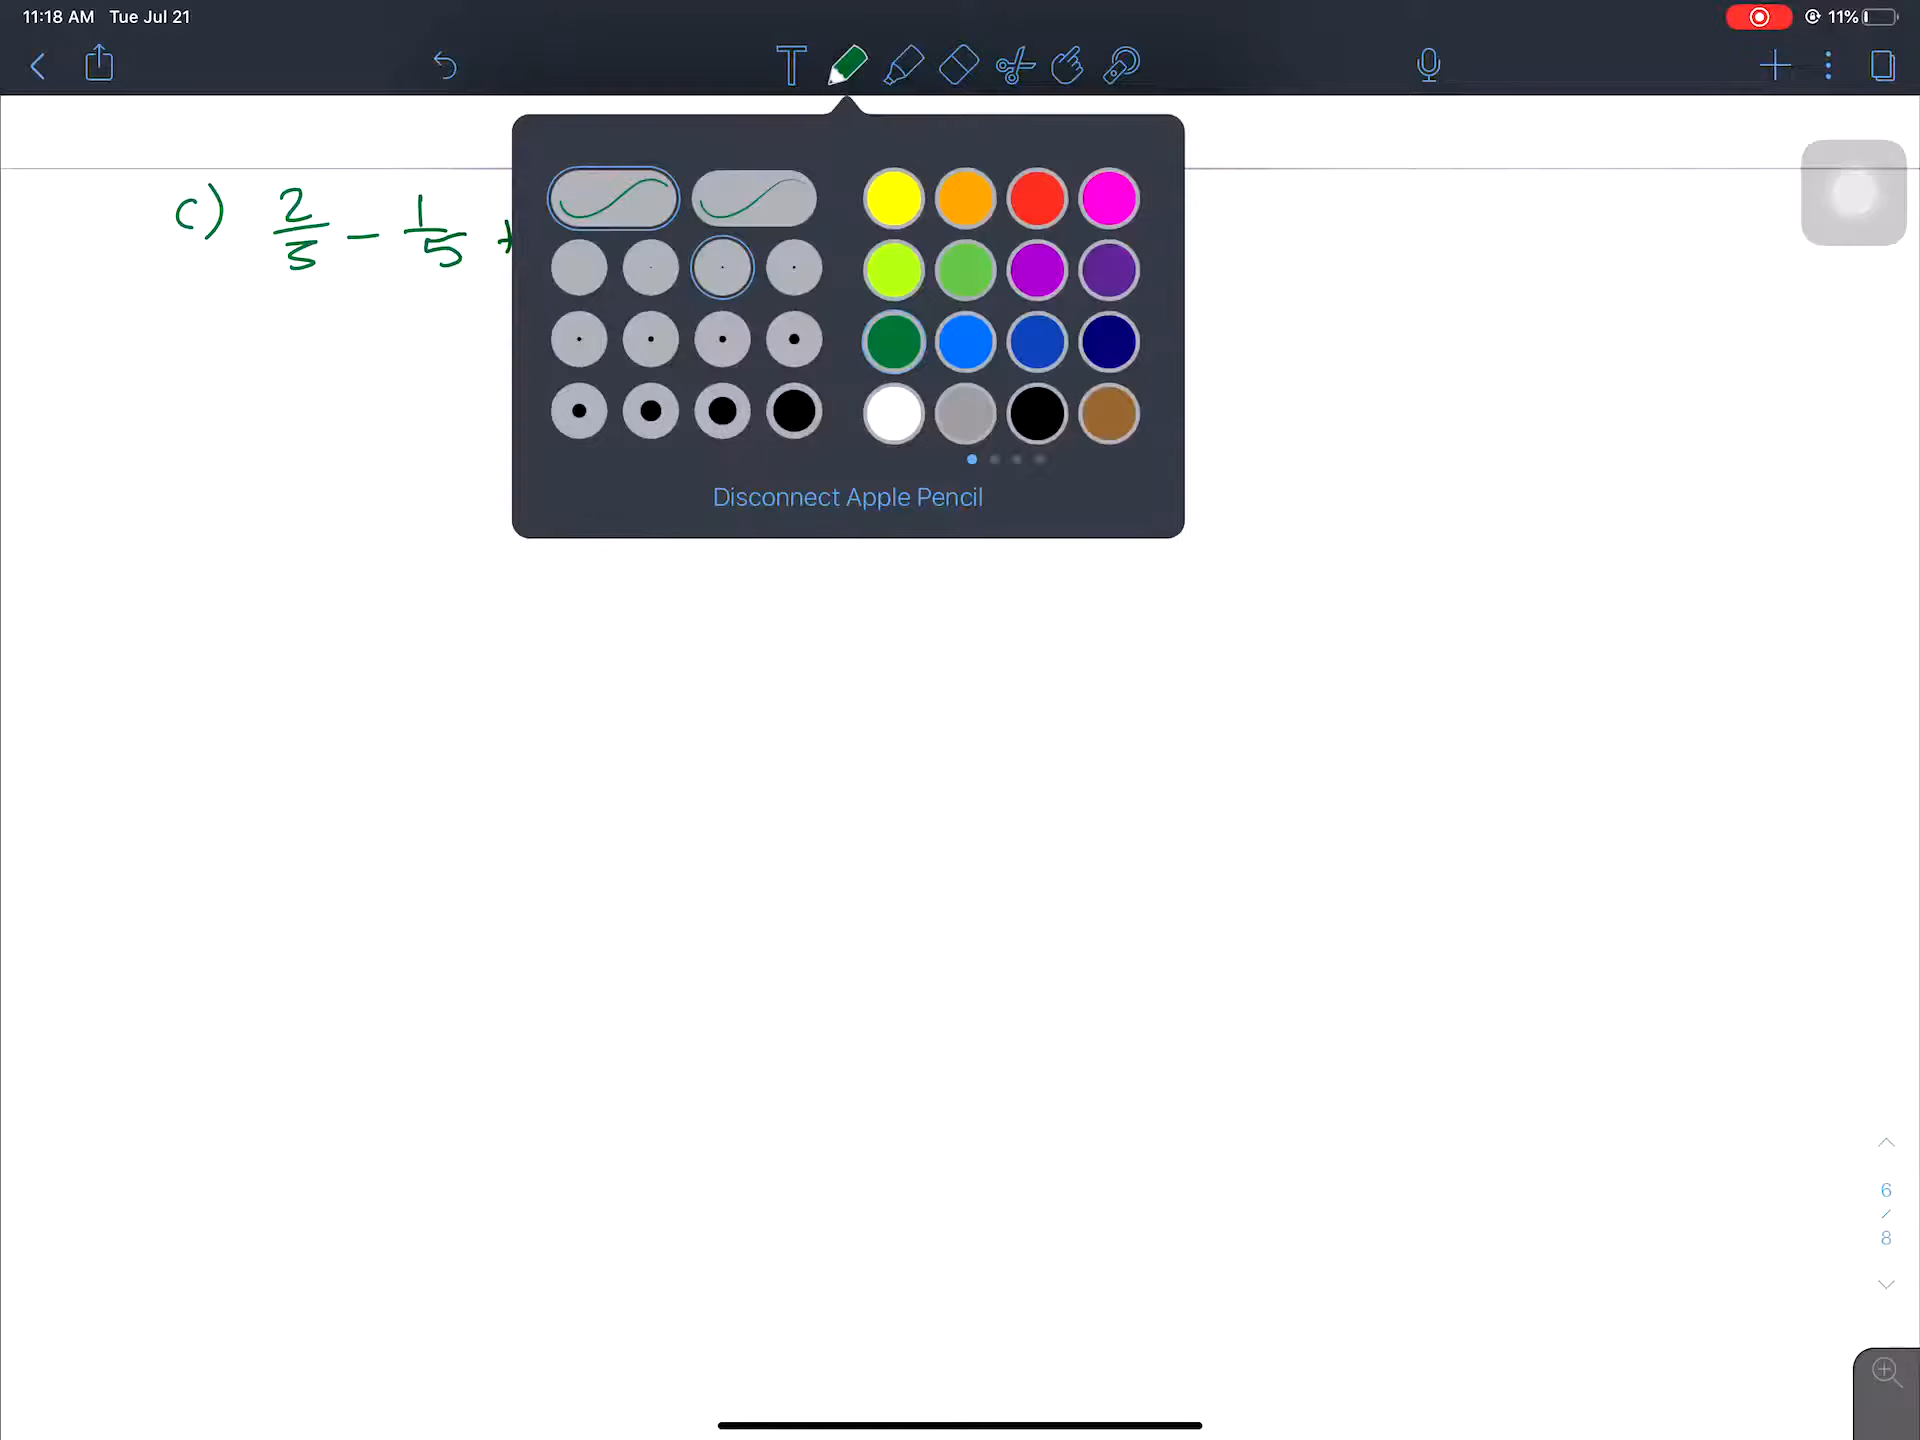 11:18 AM Tue Jul 21
11%
T
c) 2/3 - 1/5 +
Disconnect Apple Pencil
6
/
8